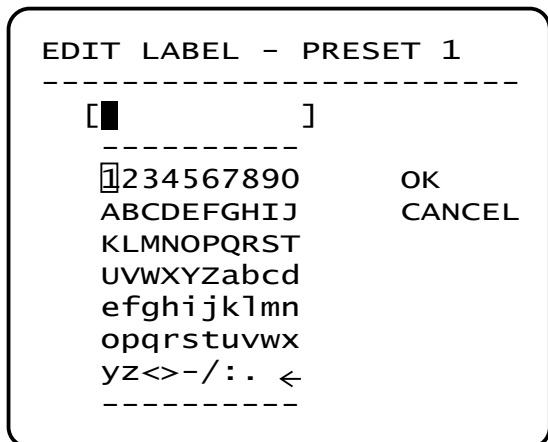 EDIT LABEL - PRESET 1
------------------------
[█          ]
----------
1234567890 OK
ABCDEFGHIJ CANCEL
KLMNOPQRST
UVWXYZabcd
efghijklmn
opqrstuvwx
yz<>-/:. ←
----------